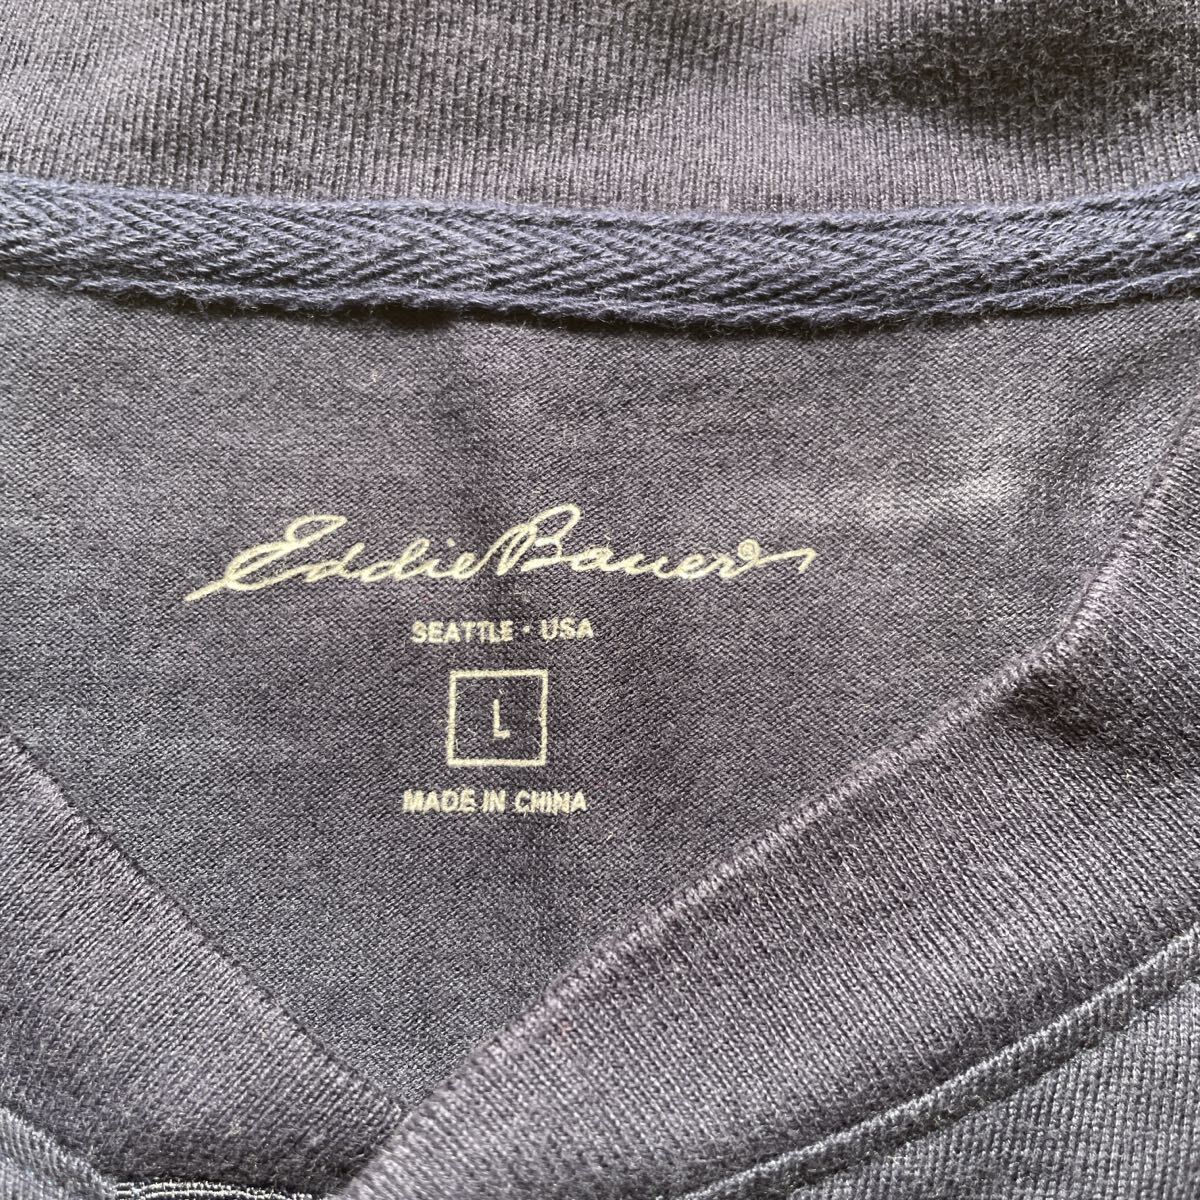 Eddie Bauer®
SEATTLE · USA
L
MADE IN CHINA